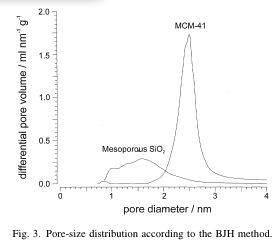 2.0
MCM-41
1.5
1.0
Mesoporous SiO2
0.5
0.0
differential pore volume / ml nm⁻¹ g⁻¹
0 1 2 3 4
pore diameter / nm
Fig. 3. Pore-size distribution according to the BJH method.